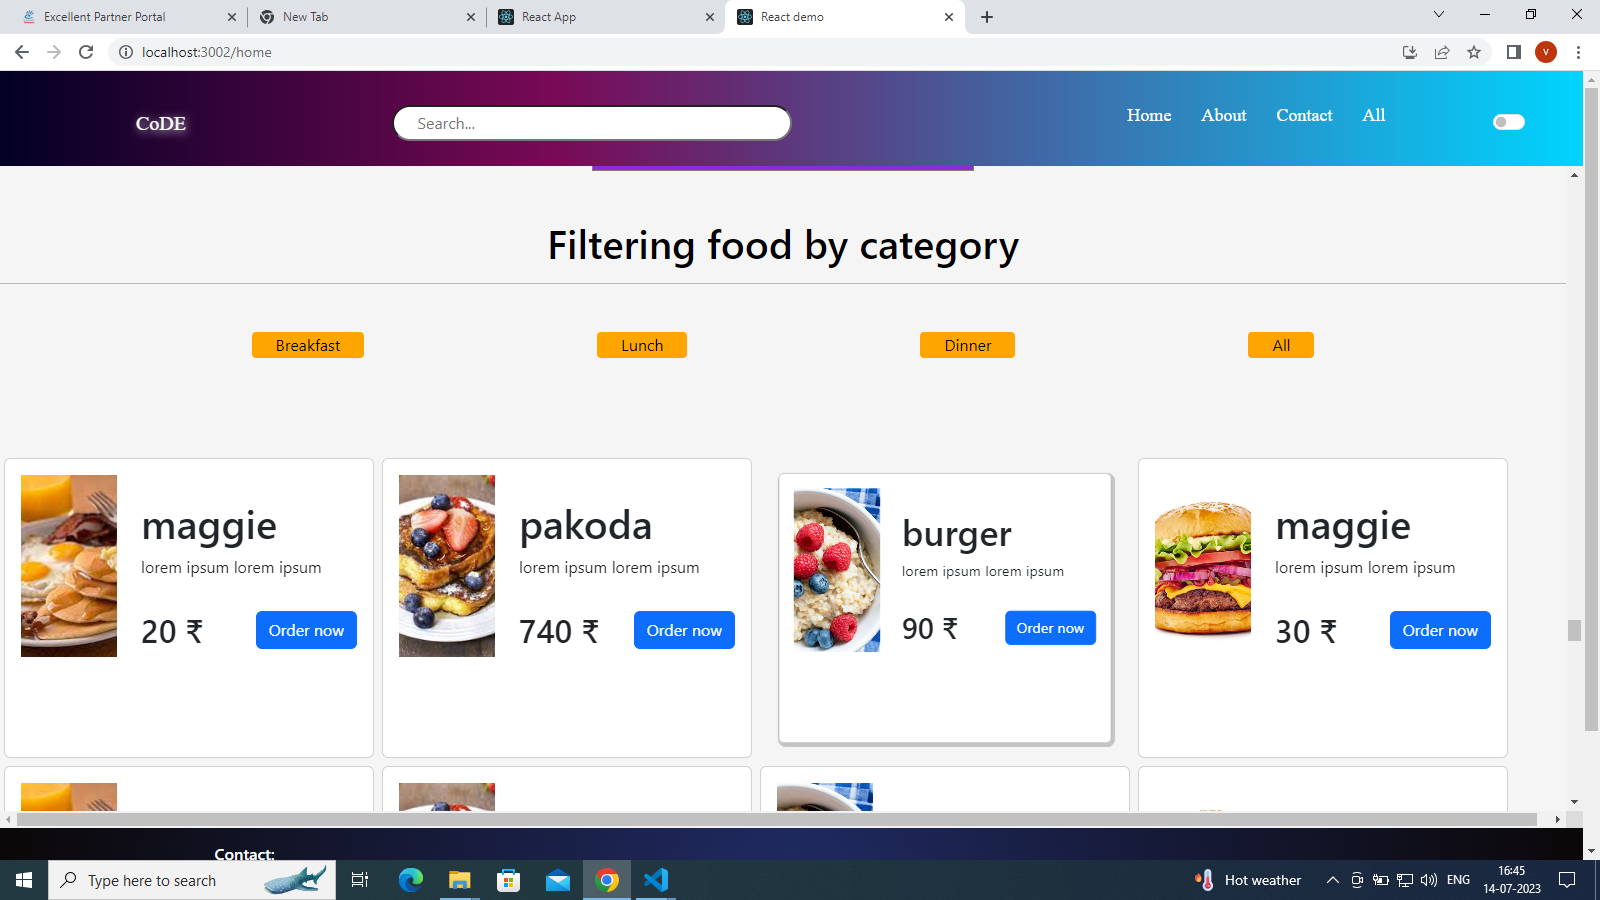 Excellent Partner Portal
New Tab
React App
React demo
localhost:3002/home
V
CoDE
Search...
Home About Contact All
Filtering food by category
Breakfast Lunch Dinner All
maggie
lorem ipsum lorem ipsum
20 ₹ Order now
pakoda
lorem ipsum lorem ipsum
740 ₹ Order now
burger
lorem ipsum lorem ipsum
90 ₹ Order now
maggie
lorem ipsum lorem ipsum
30 ₹ Order now
Contact:
Type here to search
Hot weather
ENG
16:45
14-07-2023